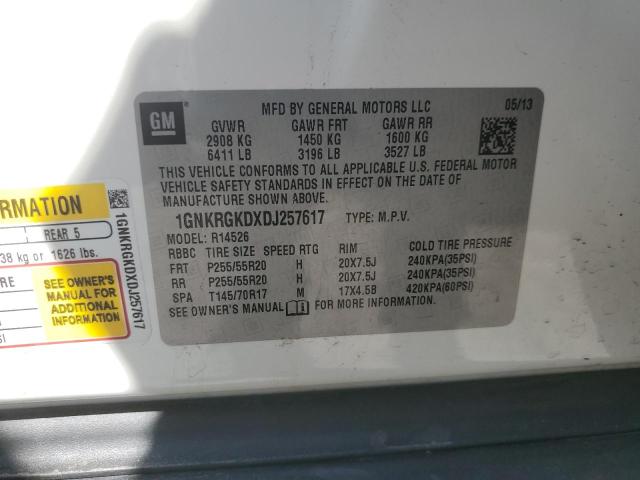 GM
MFD BY GENERAL MOTORS LLC 05/13
GVWR GAWR FRT GAWR RR
2908 KG 1450 KG 1600 KG
6411 LB 3196 LB 3527 LB
THIS VEHICLE CONFORMS TO ALL APPLICABLE U.S. FEDERAL MOTOR
VEHICLE SAFETY STANDARDS IN EFFECT ON THE DATE OF
MANUFACTURE SHOWN ABOVE.
1GNKRGKDXDJ257617 TYPE: M.P.V.
MODEL: R14526
RBBC TIRE SIZE SPEED RTG RIM COLD TIRE PRESSURE
FRT P255/55R20 H 20X7.5J 240KPA(35PSI)
RR P255/55R20 H 20X7.5J 240KPA(35PSI)
SPA T145/70R17 M 17X4.5B 420KPA(60PSI)
SEE OWNER'S MANUAL FOR MORE INFORMATION.
REAR 5
38 kg or 1626 lbs.
SEE OWNER'S
MANUAL FOR
ADDITIONAL
INFORMATION
1GNKRGKDXDJ257617